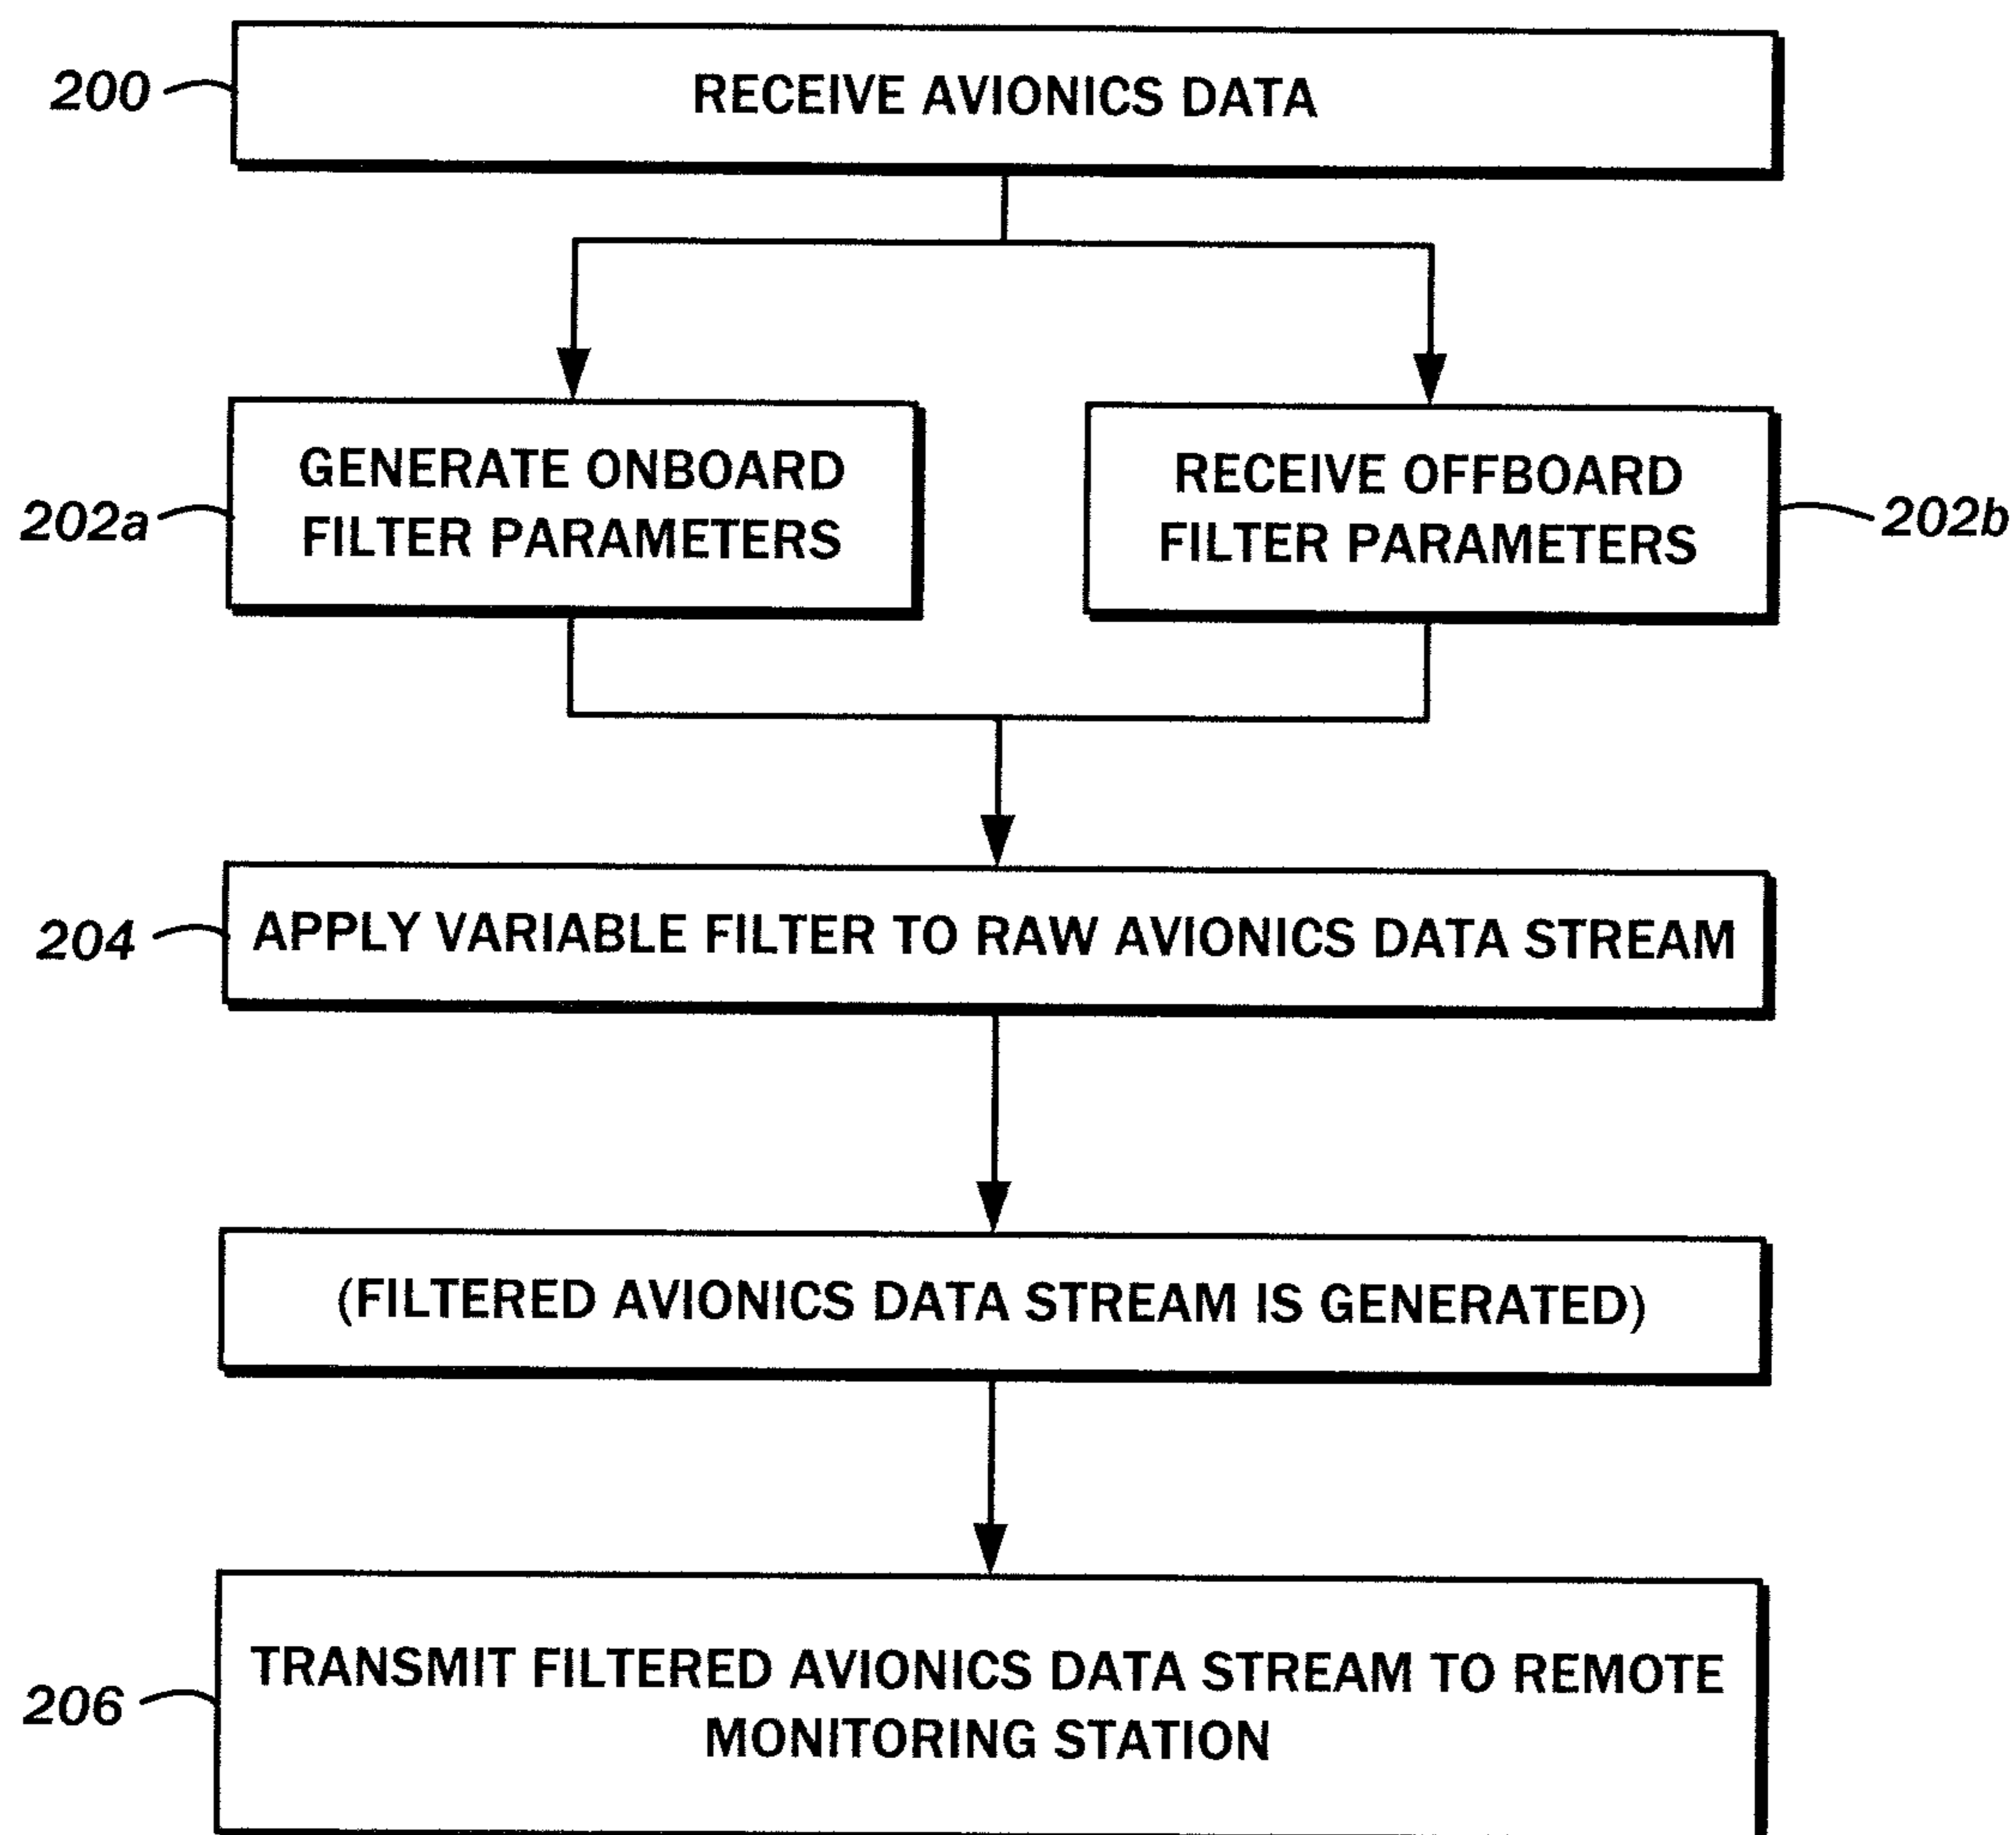 200
RECEIVE AVIONICS DATA
202a
GENERATE ONBOARD
FILTER PARAMETERS
RECEIVE OFFBOARD
FILTER PARAMETERS
202b
204
APPLY VARIABLE FILTER TO RAW AVIONICS DATA STREAM
(FILTERED AVIONICS DATA STREAM IS GENERATED)
206
TRANSMIT FILTERED AVIONICS DATA STREAM TO REMOTE
MONITORING STATION